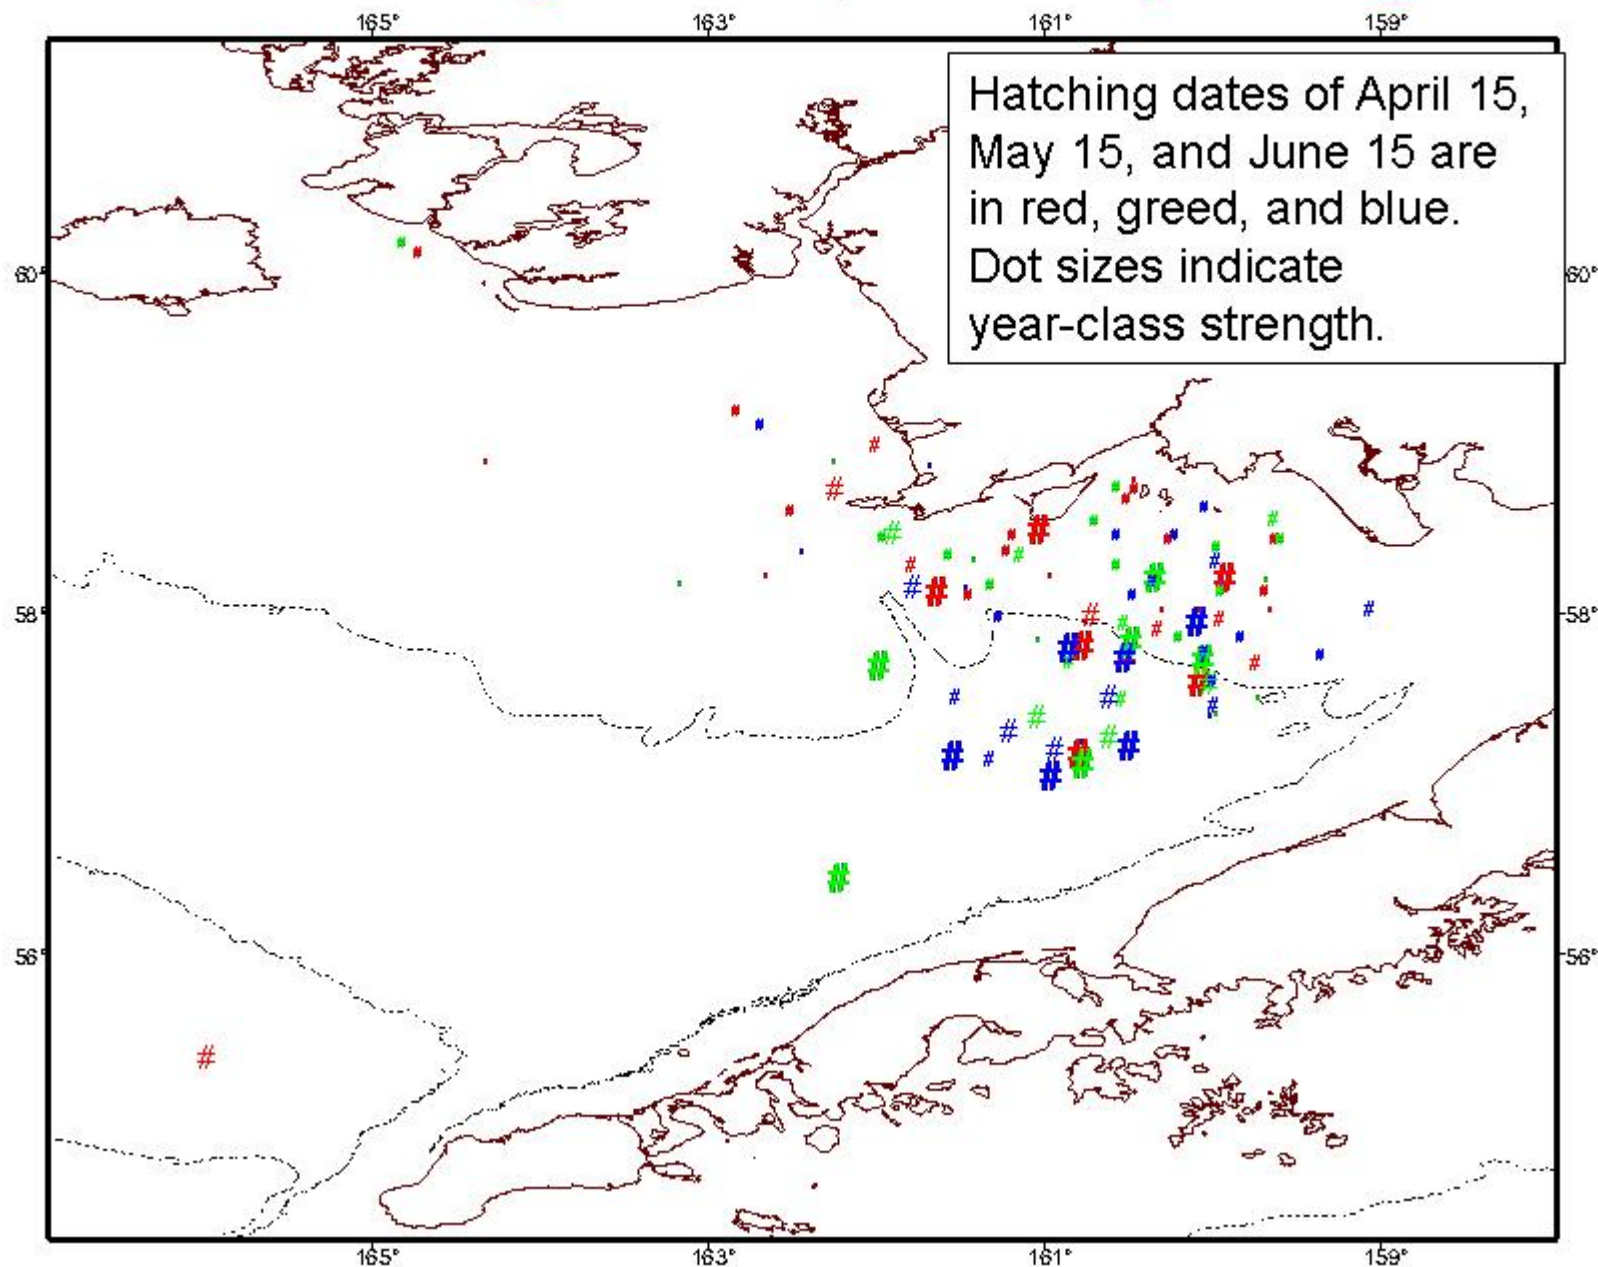 165° 163° 161° 159°
Hatching dates of April 15,
May 15, and June 15 are
in red, greed, and blue.
Dot sizes indicate
year-class strength.
60° 60°
58° 58°
56° 56°
165° 163° 161° 159°